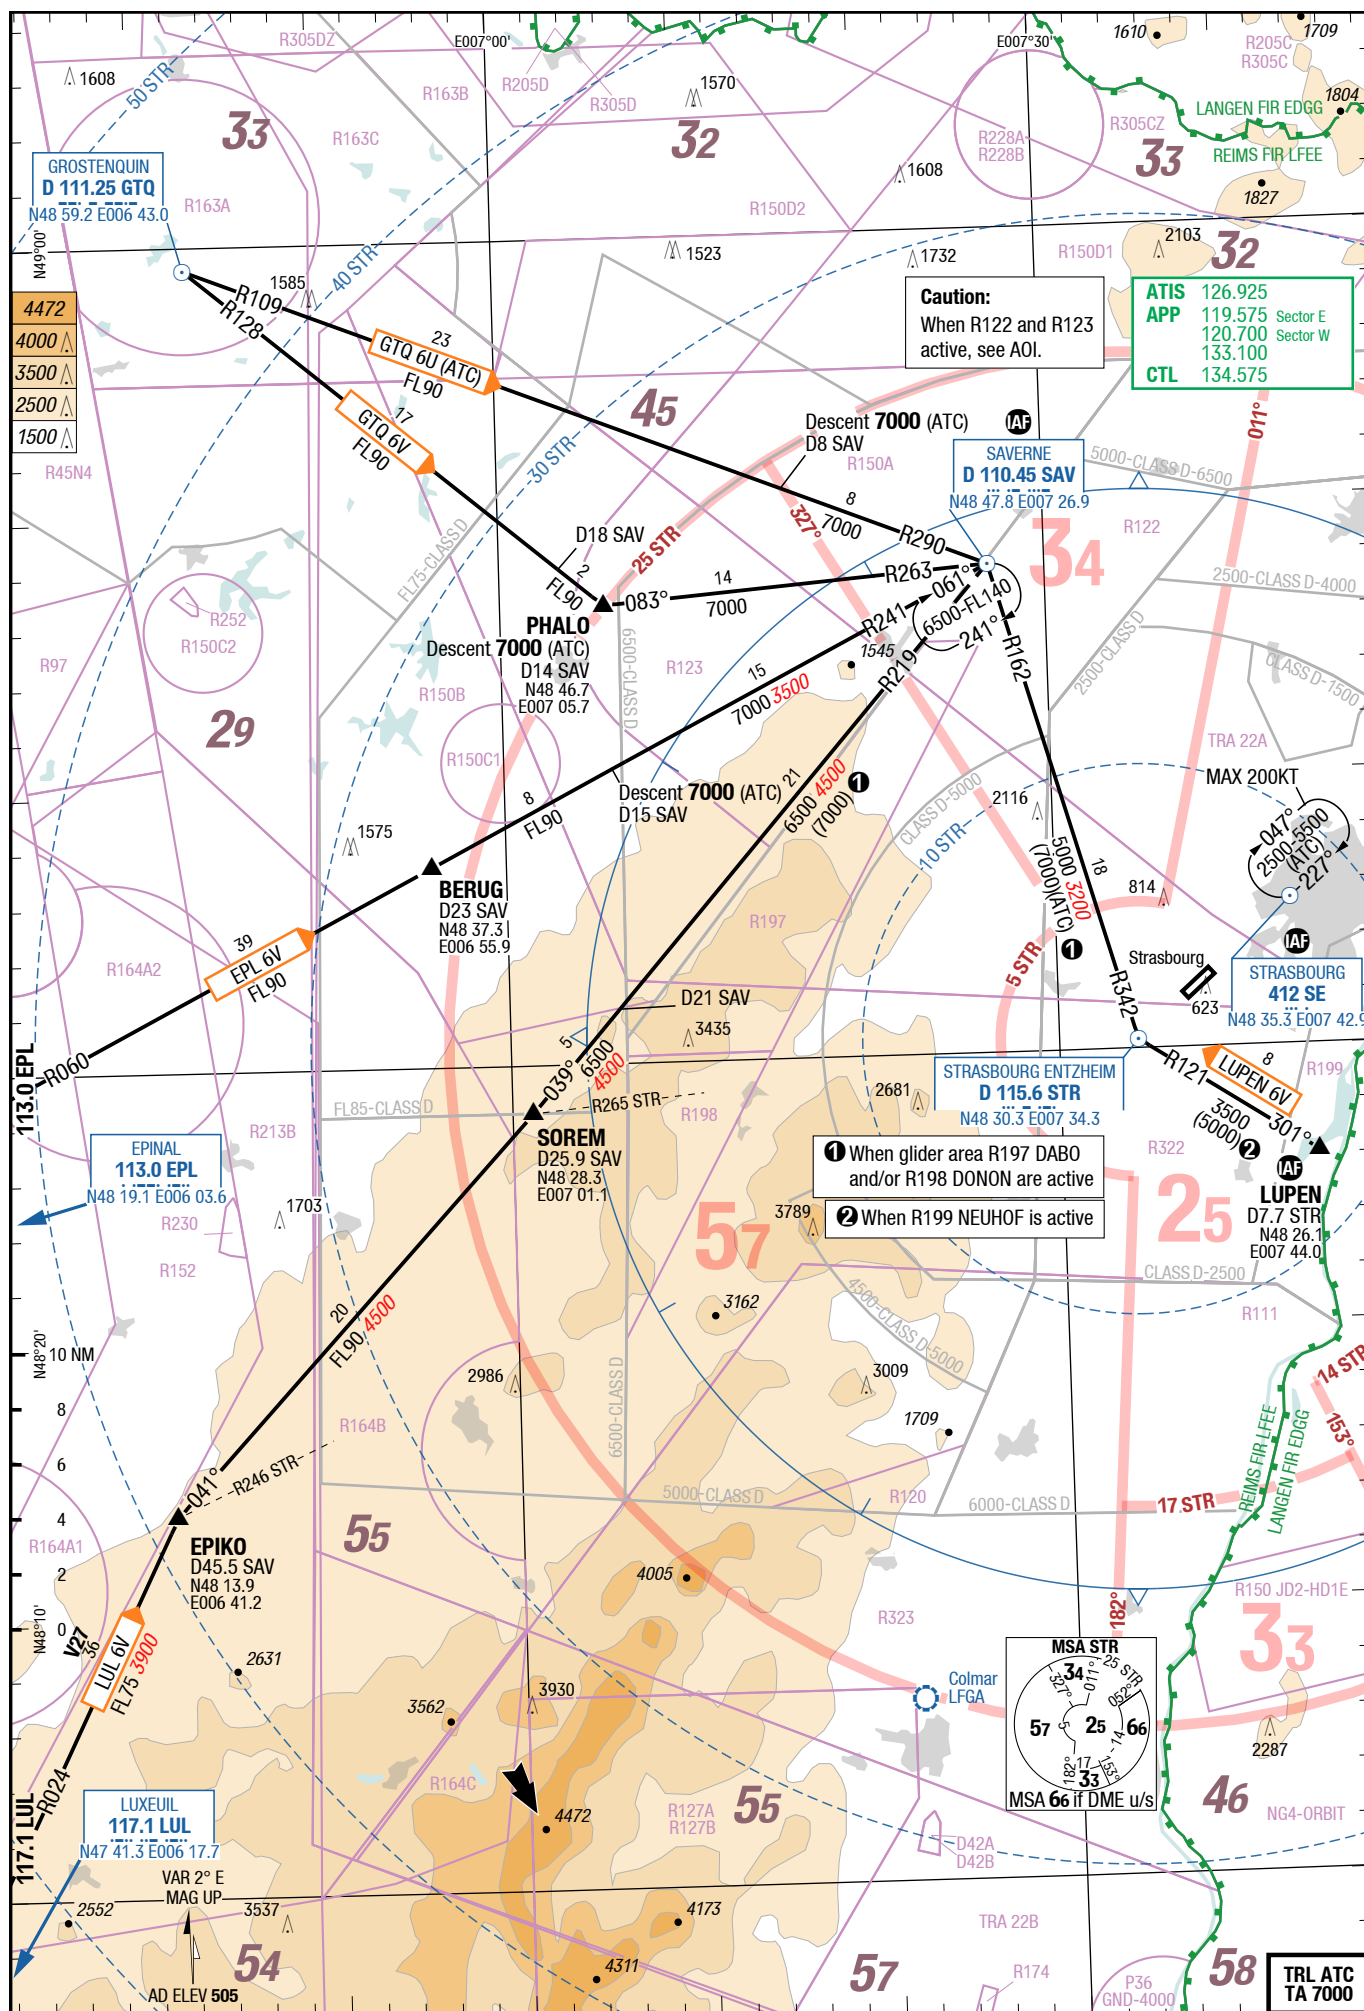 R305DZ
E007°00'
E007°30'
1610
1709
R205C
R305C
1608
50 STR
R205D
R305D
R163B
1570
1804
LANGEN FIR EDGG
REIMS FIR LFEE
33
R163C
32
R228A
R228B
R305CZ
33
GROSTENQUIN
D 111.25 GTQ
N48 59.2 E006 43.0
R163A
1608
1827
R150D2
N49°00'
40 STR
1523
1732
R150D1
2103
32
R109
R128
1585
Caution:
When R122 and R123
active, see AOI.
ATIS 126.925
APP 119.575 Sector E
120.700 Sector W
133.100
CTL 134.575
4472
4000
3500
2500
1500
23
GTQ 6U (ATC)
FL90
17
GTQ 6V
FL90
45
011°
Descent 7000 (ATC)
D8 SAV
IAF
R45N4
30 STR
R150A
SAVERNE
D 110.45 SAV
N48 47.8 E007 26.9
5000-CLASS D-6500
8
7000
327°
R290
R122
34
FL75-CLASS D
D18 SAV
25 STR
2
FL90
R263
14
7000
083°
061°
6500-FL140
241°
2500-CLASS D-4000
R252
R150C2
PHALO
Descent 7000 (ATC)
D14 SAV
N48 46.7
E007 05.7
6500-CLASS D
R241
R219
R162
2500-CLASS D
CLASS D-1500
R97
R123
1545
R150B
15
7000 3500
29
R150C1
TRA 22A
MAX 200KT
Descent 7000 (ATC)
D15 SAV
8
FL90
21
6500 4500
(7000) 1
CLASS D-5000
2116
10 STR
047°
2500-5500
(ATC)
227°
1575
BERUG
D23 SAV
N48 37.3
E006 55.9
18
5000 3200
(7000)(ATC)
1
814
R197
39
EPL 6V
FL90
R164A2
5 STR
Strasbourg
623
IAF
STRASBOURG
412 SE
N48 35.3 E007 42.9
D21 SAV
3435
R342
R060
113.0 EPL
5
6500
4500
039°
R265 STR
STRASBOURG ENTZHEIM
D 115.6 STR
N48 30.3 E007 34.3
R121
8
LUPEN 6V
3500
(5000) 2
301°
R199
FL85-CLASS D
2681
R198
SOREM
D25.9 SAV
N48 28.3
E007 01.1
R213B
EPINAL
113.0 EPL
N48 19.1 E006 03.6
1 When glider area R197 DABO
and/or R198 DONON are active
2 When R199 NEUHOF is active
R322
IAF
LUPEN
D7.7 STR
N48 26.1
E007 44.0
25
R230
1703
3789
57
R152
CLASS D-2500
R111
4500-CLASS D-5000
20
FL90 4500
3162
N48°20'
10 NM
8
6
4
2
0
2986
3009
6500-CLASS D
14 STR
153°
R164B
1709
REIMS FIR LFEE
LANGEN FIR EDGG
041°
R246 STR
5000-CLASS D
R120
6000-CLASS D
17 STR
R164A1
EPIKO
D45.5 SAV
N48 13.9
E006 41.2
55
4005
R150 JD2-HD1E
R323
182°
33
N48°10'
V27
36
LUL 6V
FL75 3900
2631
3562
3930
Colmar
LFGA
MSA STR
34
25 STR
327°
011°
052°
57
5
25
66
14
182°
17
153°
33
MSA 66 if DME u/s
2287
R024
117.1 LUL
R164C
LUXEUIL
117.1 LUL
N47 41.3 E006 17.7
4472
R127A
R127B
55
46
NG4-ORBIT
D42A
D42B
VAR 2° E
MAG UP
2552
3537
4173
TRA 22B
54
4311
57
R174
P36
GND-4000
58
AD ELEV 505
TRL ATC
TA 7000